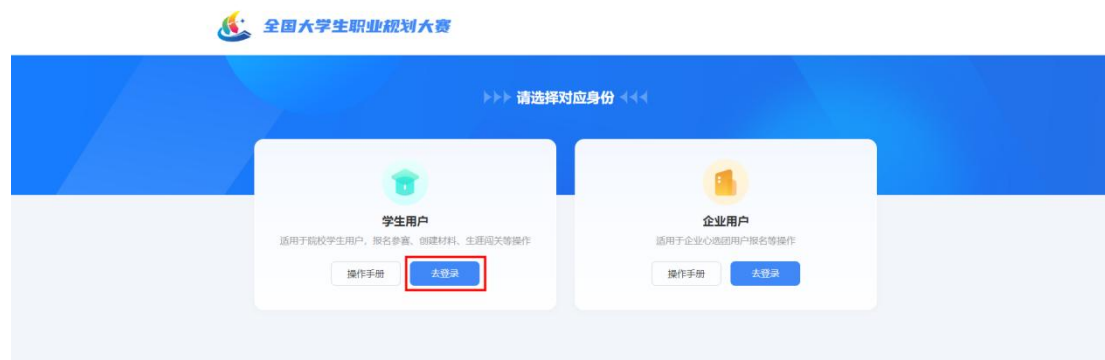 全国大学生职业规划大赛
请选择对应身份
学生用户
适用于院校学生用户，报名参赛、创建材料、生涯闯关等操作
操作手册
去登录
企业用户
适用于企业心选团用户报名等操作
操作手册
去登录